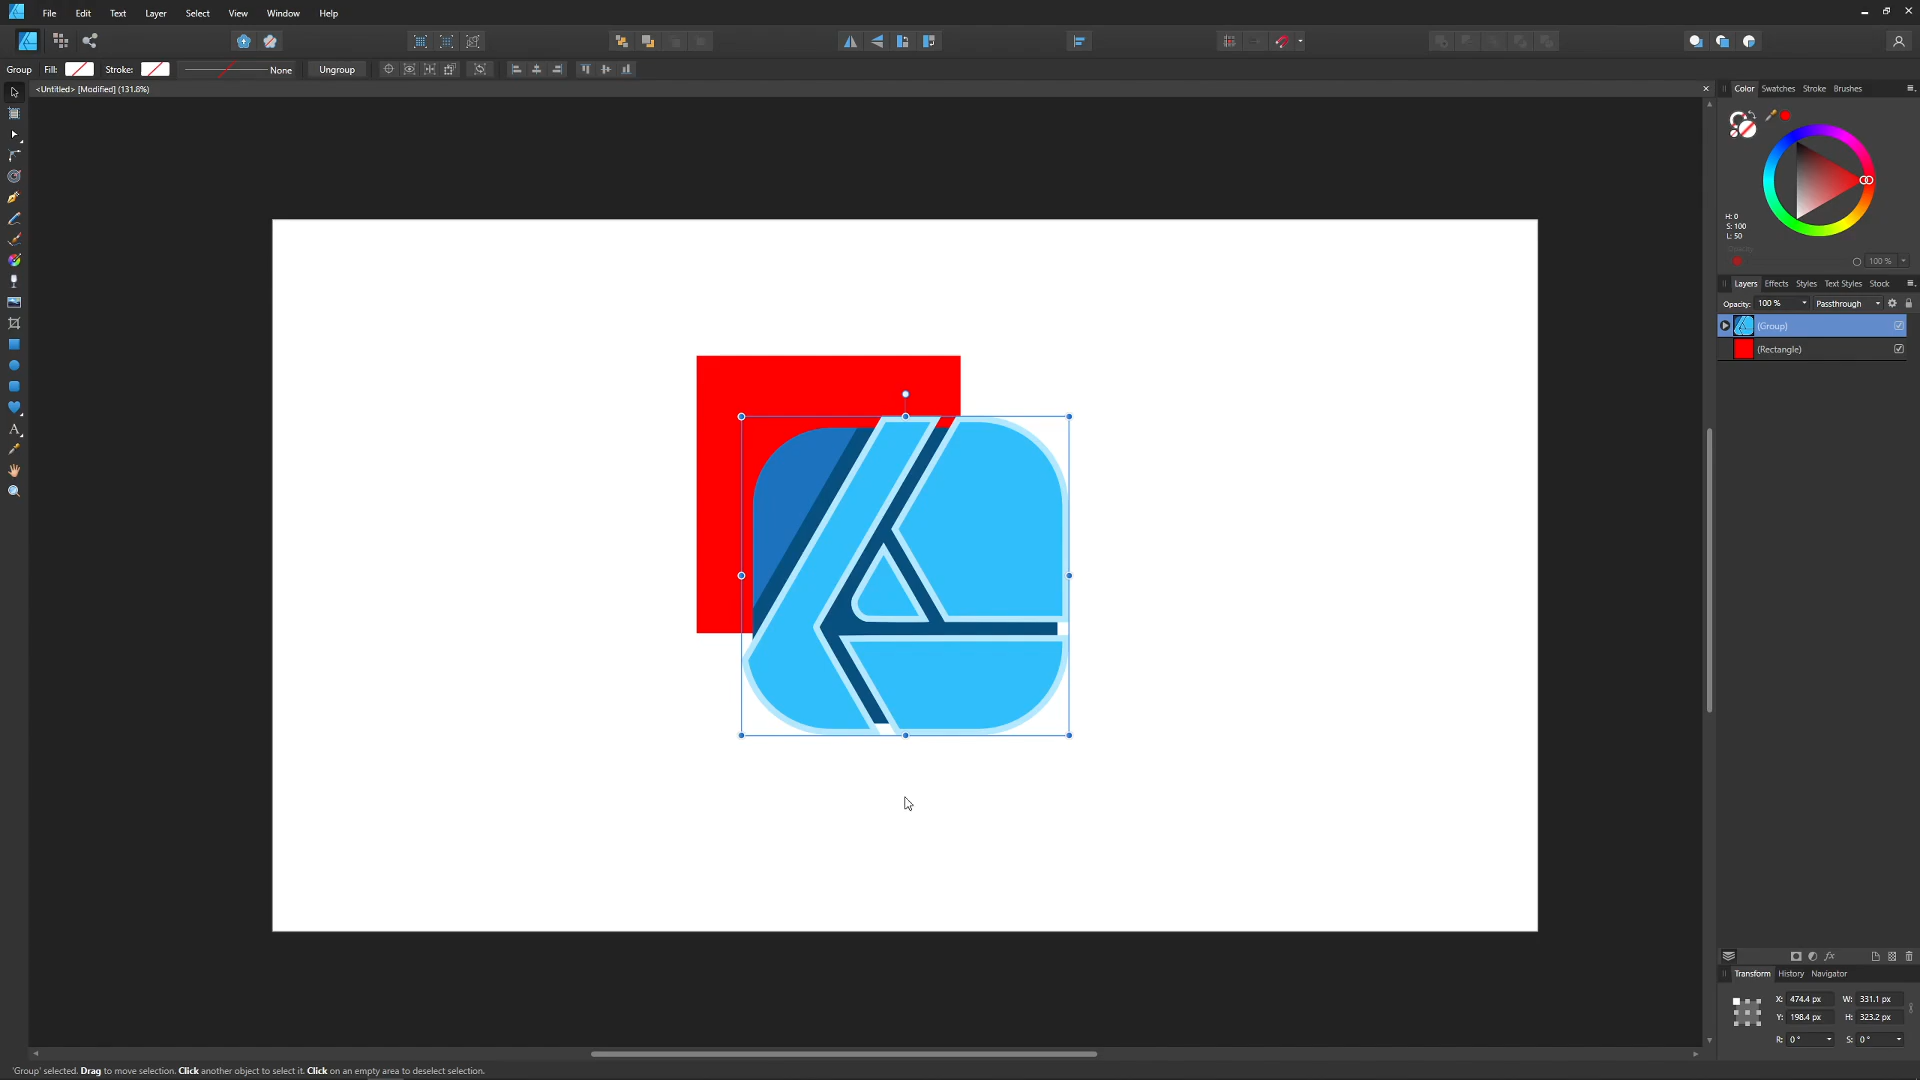 File Edit Text Layer Select View Window Help
Group Fill: Stroke: None Ungroup
<Untitled> [Modified] (131.8%)
Color Swatches Stroke Brushes
H: 0
S: 100
L: 50
100 %
Layers Effects Styles Text Styles Stock
Opacity: 100 % Passthrough
(Group)
(Rectangle)
Transform History Navigator
X: 474.4 px W: 331.1 px
Y: 198.4 px H: 323.2 px
R: 0 ° S: 0 °
'Group' selected. Drag to move selection. Click another object to select it. Click on an empty area to deselect selection.